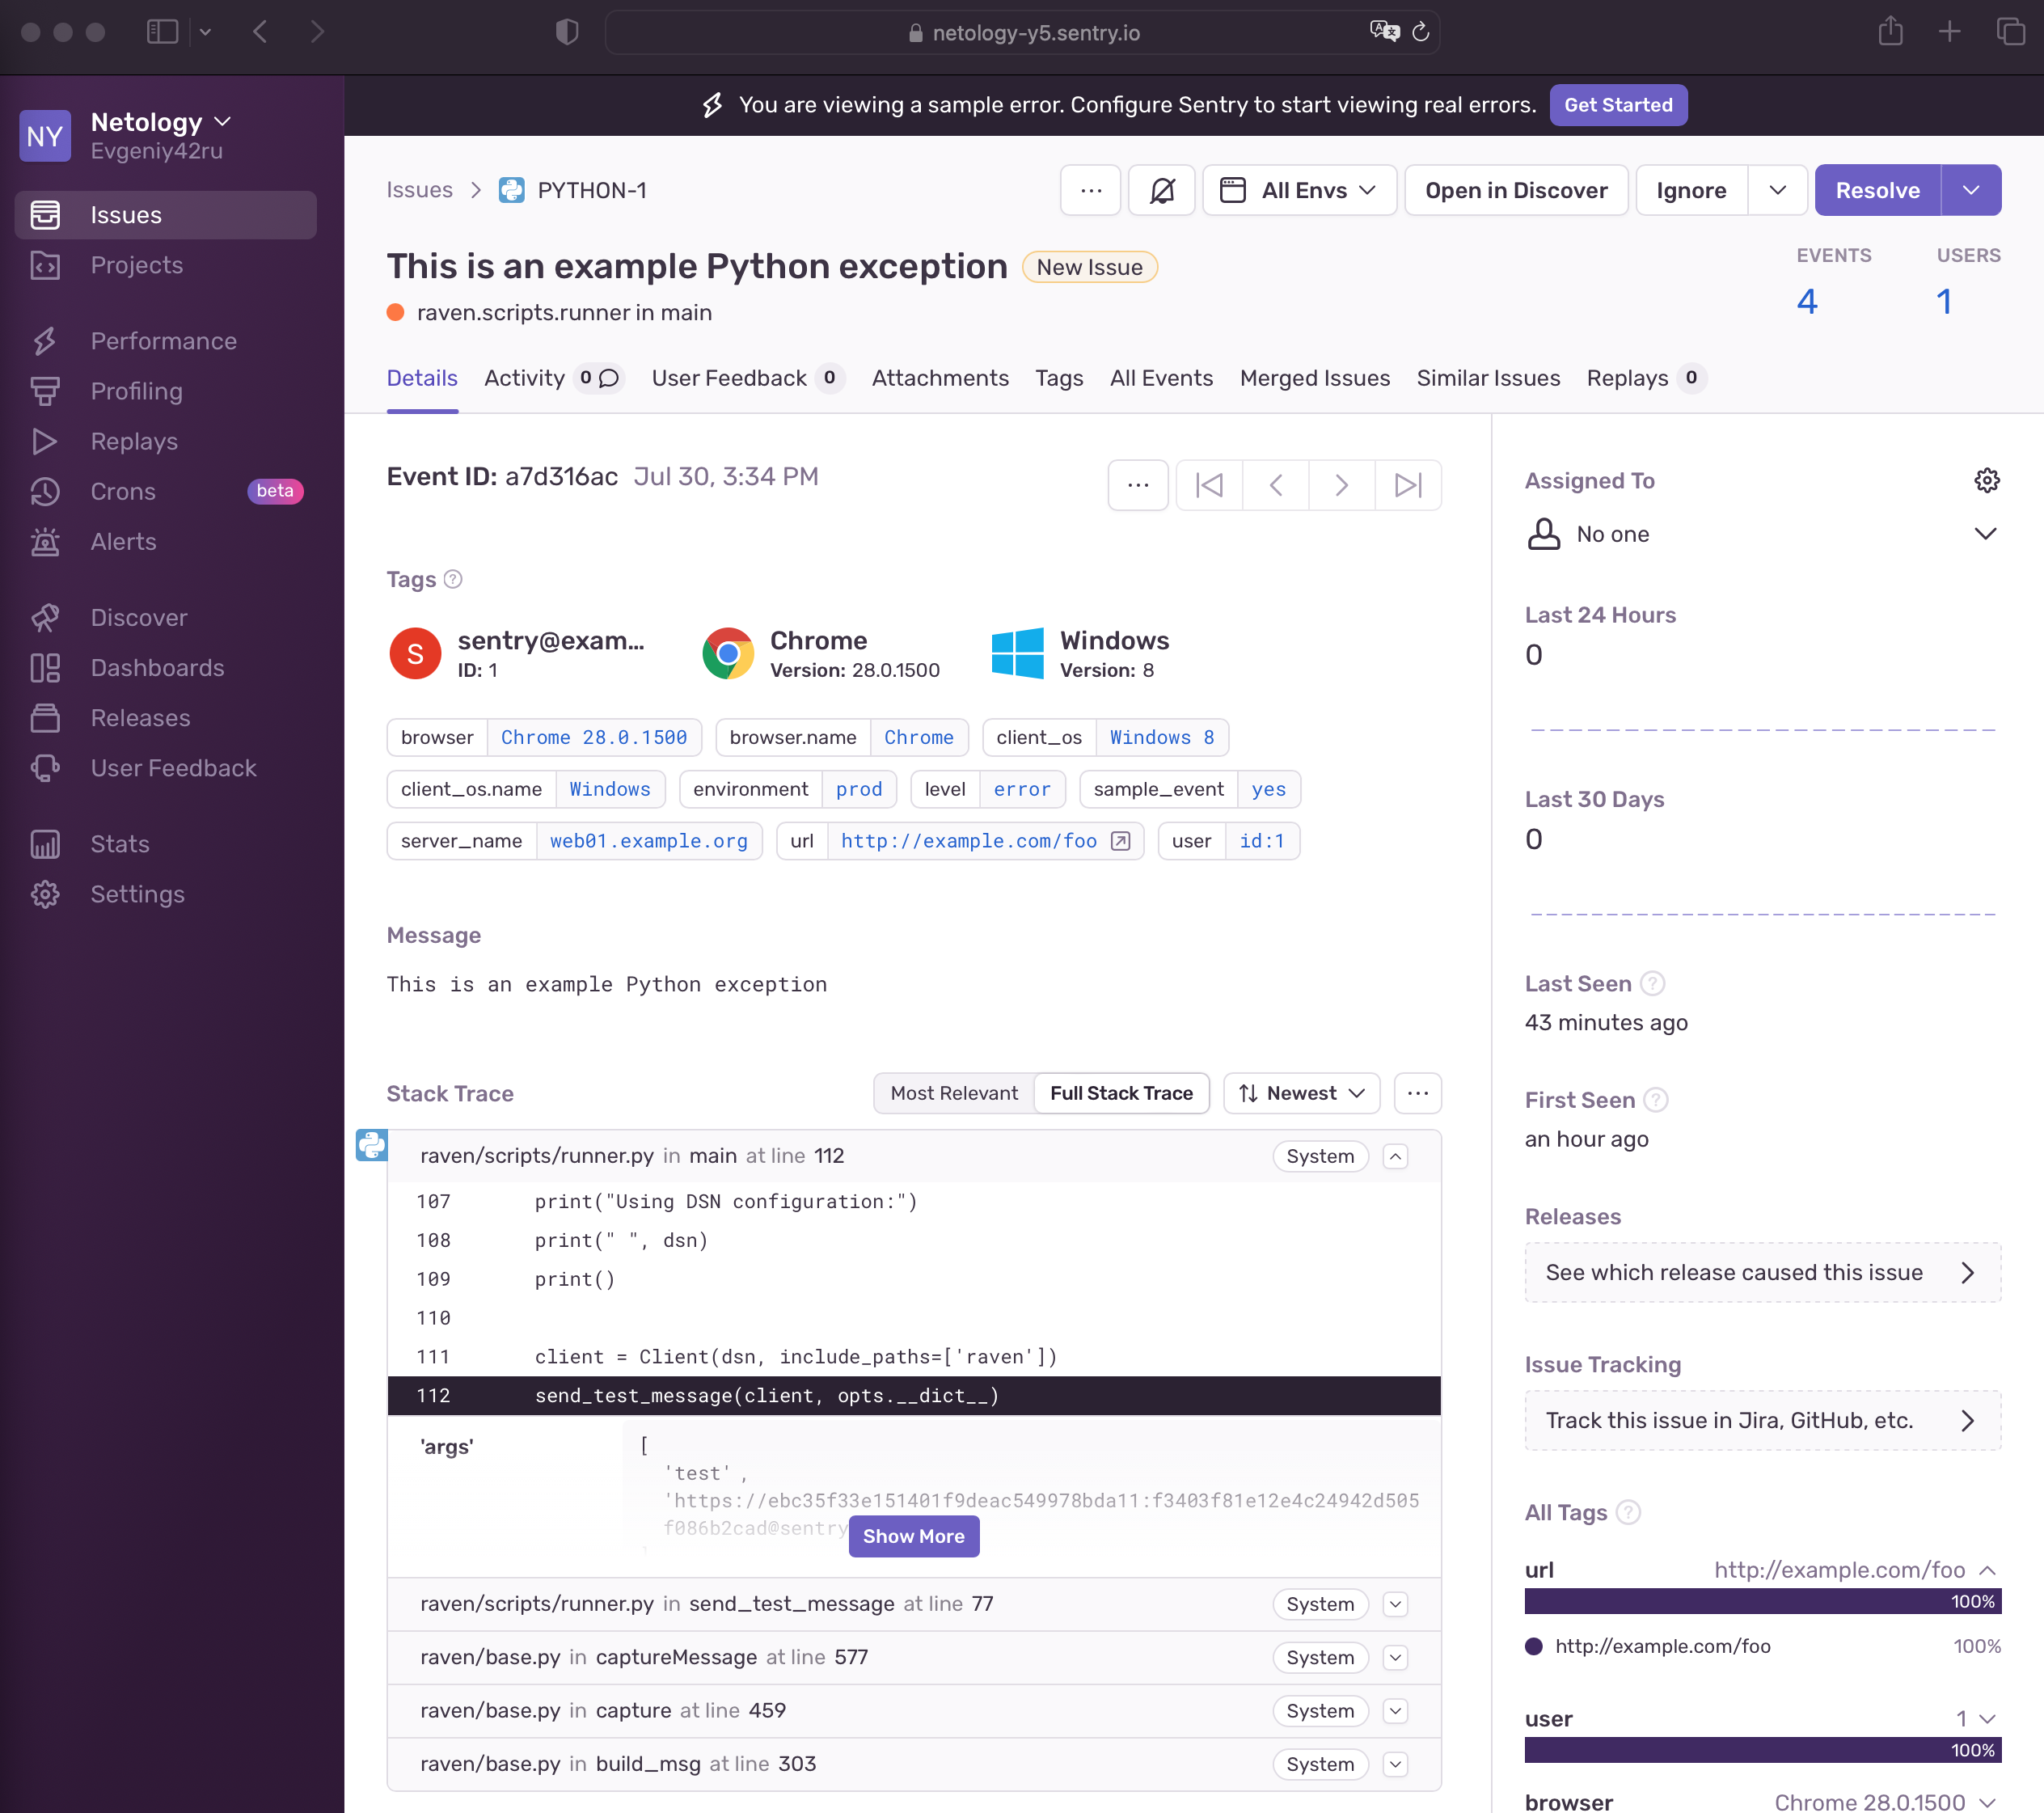 netology-y5.sentry.io
You are viewing a sample error. Configure Sentry to start viewing real errors. Get Started
NY Netology
Evgeniy42ru
Issues
Projects
Performance
Profiling
Replays
Crons beta
Alerts
Discover
Dashboards
Releases
User Feedback
Stats
Settings
Issues > PYTHON-1
... All Envs Open in Discover Ignore Resolve
This is an example Python exception New Issue
raven.scripts.runner in main
EVENTS USERS
4 1
Details Activity 0 User Feedback 0 Attachments Tags All Events Merged Issues Similar Issues Replays 0
Event ID: a7d316ac Jul 30, 3:34 PM ...
Tags ?
S sentry@exam...
ID: 1
Chrome
Version: 28.0.1500
Windows
Version: 8
browser Chrome 28.0.1500 browser.name Chrome client_os Windows 8
client_os.name Windows environment prod level error sample_event yes
server_name web01.example.org url http://example.com/foo user id:1
Message
This is an example Python exception
Stack Trace Most Relevant Full Stack Trace Newest ...
raven/scripts/runner.py in main at line 112 System
107 print("Using DSN configuration:")
108 print(" ", dsn)
109 print()
110
111 client = Client(dsn, include_paths=['raven'])
112 send_test_message(client, opts.__dict__)
'args' [
'test' ,
'https://ebc35f33e151401f9deac549978bda11:f3403f81e12e4c24942d505
f086b2cad@sentry
]
Show More
raven/scripts/runner.py in send_test_message at line 77 System
raven/base.py in captureMessage at line 577 System
raven/base.py in capture at line 459 System
raven/base.py in build_msg at line 303 System
Assigned To
No one
Last 24 Hours
0
Last 30 Days
0
Last Seen ?
43 minutes ago
First Seen ?
an hour ago
Releases
See which release caused this issue
Issue Tracking
Track this issue in Jira, GitHub, etc.
All Tags ?
url http://example.com/foo
100%
http://example.com/foo 100%
user 1
100%
browser Chrome 28.0.1500